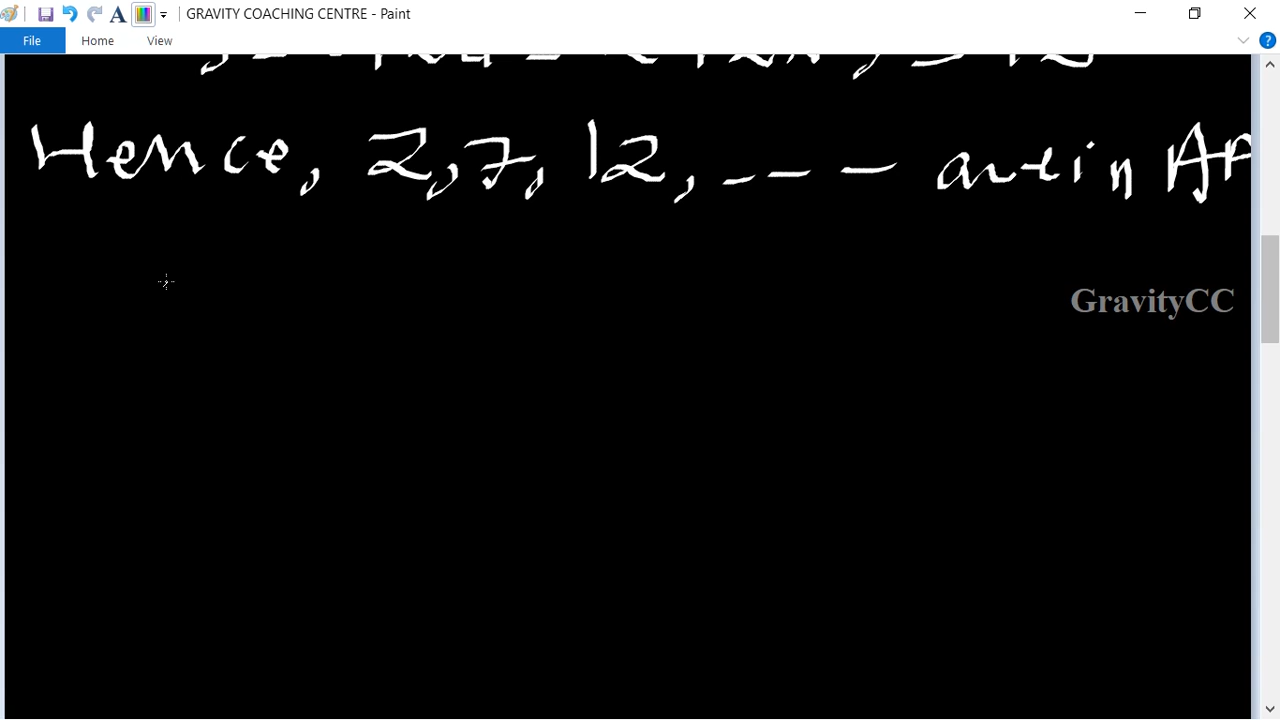 GRAVITY COACHING CENTRE - Paint
File Home View
Hence, 2, 7, 12, --- are in AP
GravityCC